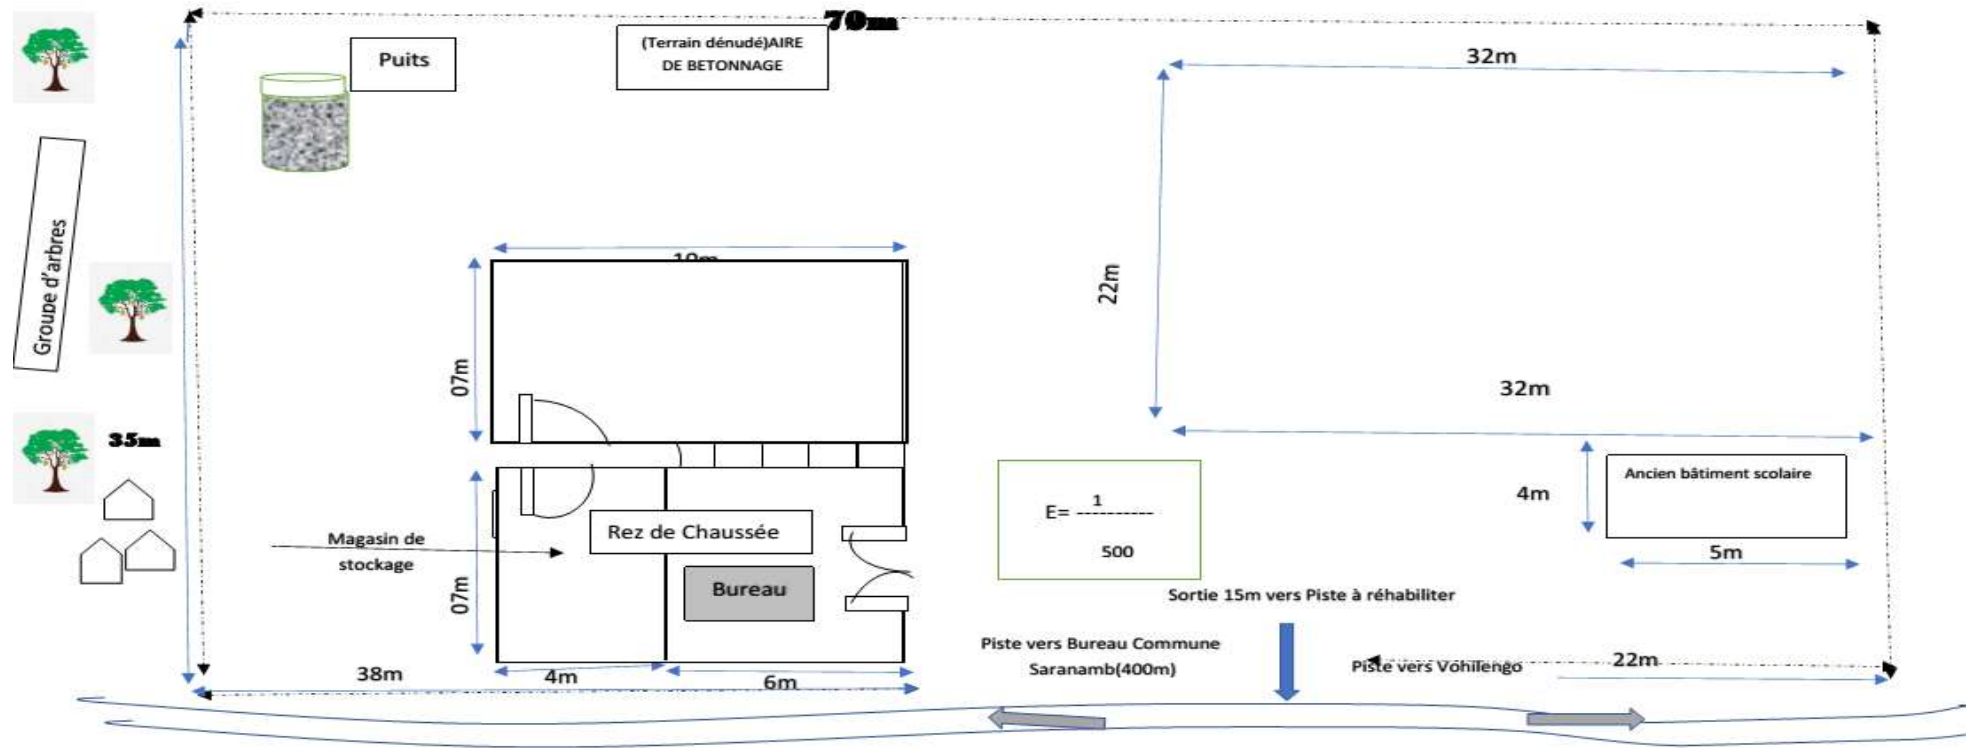 70m
Puits
(Terrain dénudé)AIRE
DE BETONNAGE
32m
Groupe d'arbres
10m
22m
07m
32m
35m
Ancien bâtiment scolaire
4m
E= 1
----------
500
Rez de Chaussée
Magasin de
stockage
5m
Bureau
07m
Sortie 15m vers Piste à réhabiliter
Piste vers Bureau Commune
Saranamb(400m)
Piste vers Vohilengo
22m
38m
4m
6m